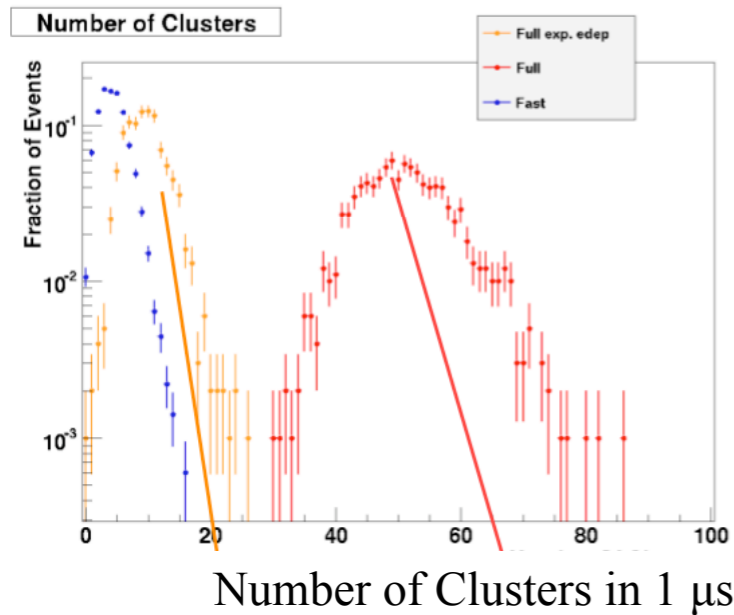 Number of Clusters
Full exp. edep
Full
Fast
Fraction of Events
10-1
10-2
10-3
0 20 40 60 80 100
Number of Clusters in 1 μs